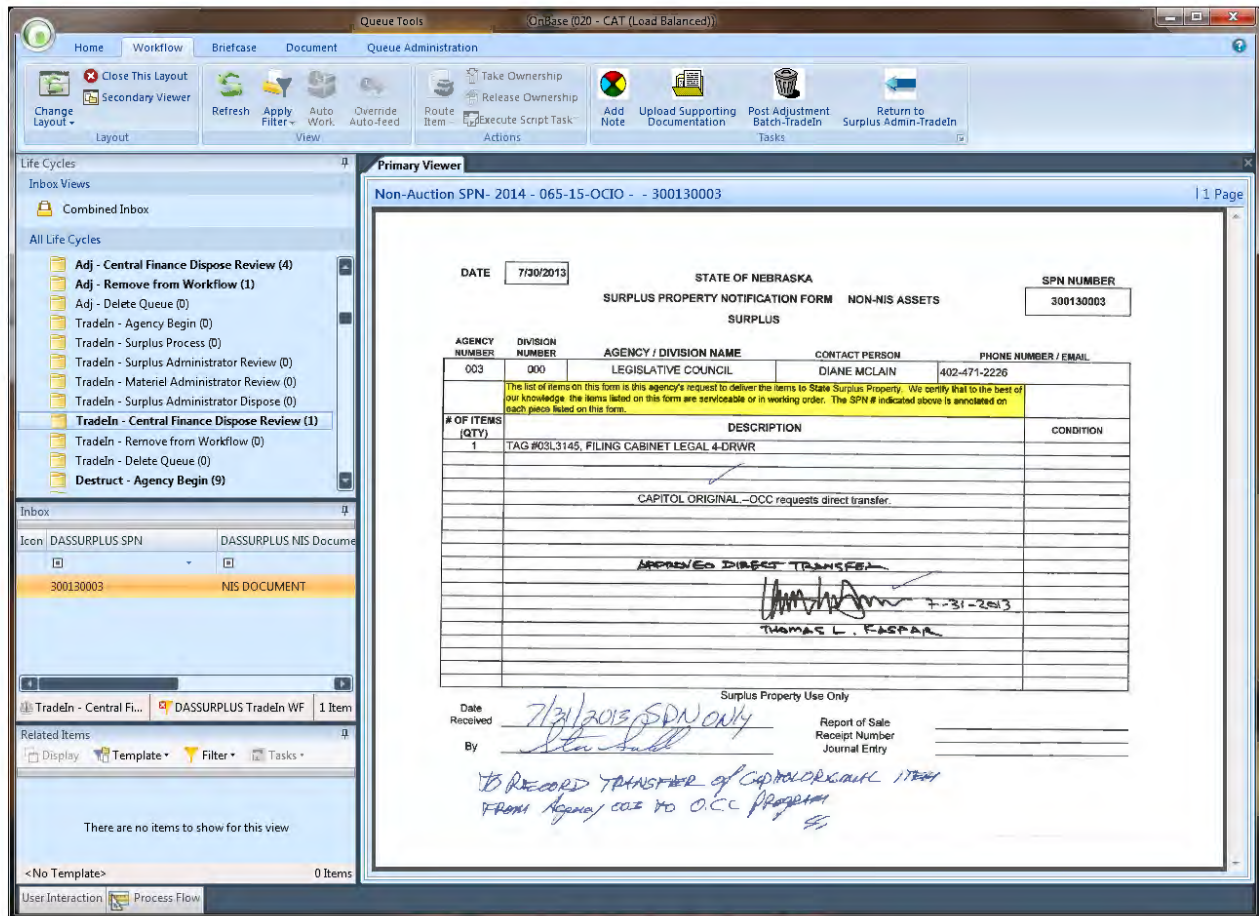 Queue Tools OnBase (020 - CAT (Load Balanced))
Home Workflow Briefcase Document Queue Administration
Change Layout
Close This Layout
Secondary Viewer
Layout
Refresh
Apply Filter
Auto Work
Override Auto-feed
View
Route Item
Take Ownership
Release Ownership
Execute Script Task
Actions
Add Note
Upload Supporting Documentation
Post Adjustment Batch-TradeIn
Return to Surplus Admin-TradeIn
Tasks
Life Cycles
Inbox Views
Combined Inbox
All Life Cycles
Adj - Central Finance Dispose Review (4)
Adj - Remove from Workflow (1)
Adj - Delete Queue (0)
TradeIn - Agency Begin (0)
TradeIn - Surplus Process (0)
TradeIn - Surplus Administrator Review (0)
TradeIn - Materiel Administrator Review (0)
TradeIn - Surplus Administrator Dispose (0)
TradeIn - Central Finance Dispose Review (1)
TradeIn - Remove from Workflow (0)
TradeIn - Delete Queue (0)
Destruct - Agency Begin (9)
Inbox
Icon DASSURPLUS SPN DASSURPLUS NIS Docume
300130003 NIS DOCUMENT
TradeIn - Central Fi... DASSURPLUS TradeIn WF 1 Item
Related Items
Display Template Filter Tasks
There are no items to show for this view
<No Template> 0 Items
User Interaction Process Flow
Primary Viewer
Non-Auction SPN- 2014 - 065-15-OCIO - - 300130003 | 1 Page
DATE 7/30/2013
STATE OF NEBRASKA
SPN NUMBER
SURPLUS PROPERTY NOTIFICATION FORM NON-NIS ASSETS
300130003
SURPLUS
AGENCY NUMBER DIVISION NUMBER AGENCY / DIVISION NAME CONTACT PERSON PHONE NUMBER / EMAIL
003 000 LEGISLATIVE COUNCIL DIANE MCLAIN 402-471-2226
The list of items on this form is this agency's request to deliver the items to State Surplus Property. We certify that to the best of
our knowledge the items listed on this form are serviceable or in working order. The SPN # indicated above is annotated on
each piece listed on this form.
# OF ITEMS (QTY) DESCRIPTION CONDITION
1 TAG #03L3145, FILING CABINET LEGAL 4-DRWR
CAPITOL ORIGINAL.--OCC requests direct transfer.
APPROVED DIRECT TRANSFER
7-31-2013
THOMAS L. KASPAR
Surplus Property Use Only
Date Received 7/31/2013 SPN ONLY
By
Report of Sale
Receipt Number
Journal Entry
TO RECORD TRANSFER of CAPITOL ORIGINAL ITEM
FROM Agency 003 TO O.C.C PROGRAM